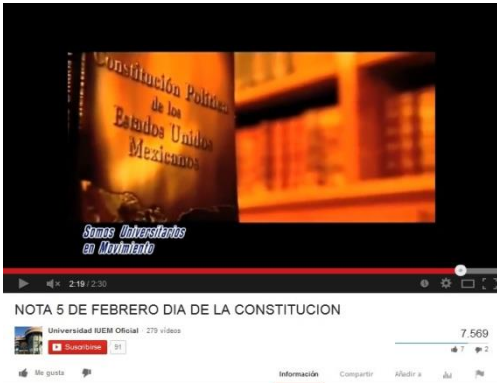 Constitución Política
de los
Estados Unidos
Mexicanos
Somos Universitarios
en Movimiento
2:19 / 2:30
NOTA 5 DE FEBRERO DIA DE LA CONSTITUCION
Universidad IUEM Oficial · 279 vídeos
Suscribirse 91
7.569
7 2
Me gusta
Información Compartir Añadir a